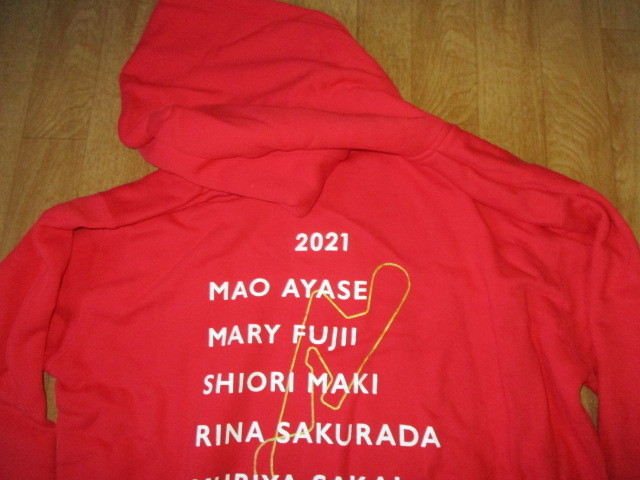 2021
MAO AYASE
MARY FUJII
SHIORI MAKI
RINA SAKURADA